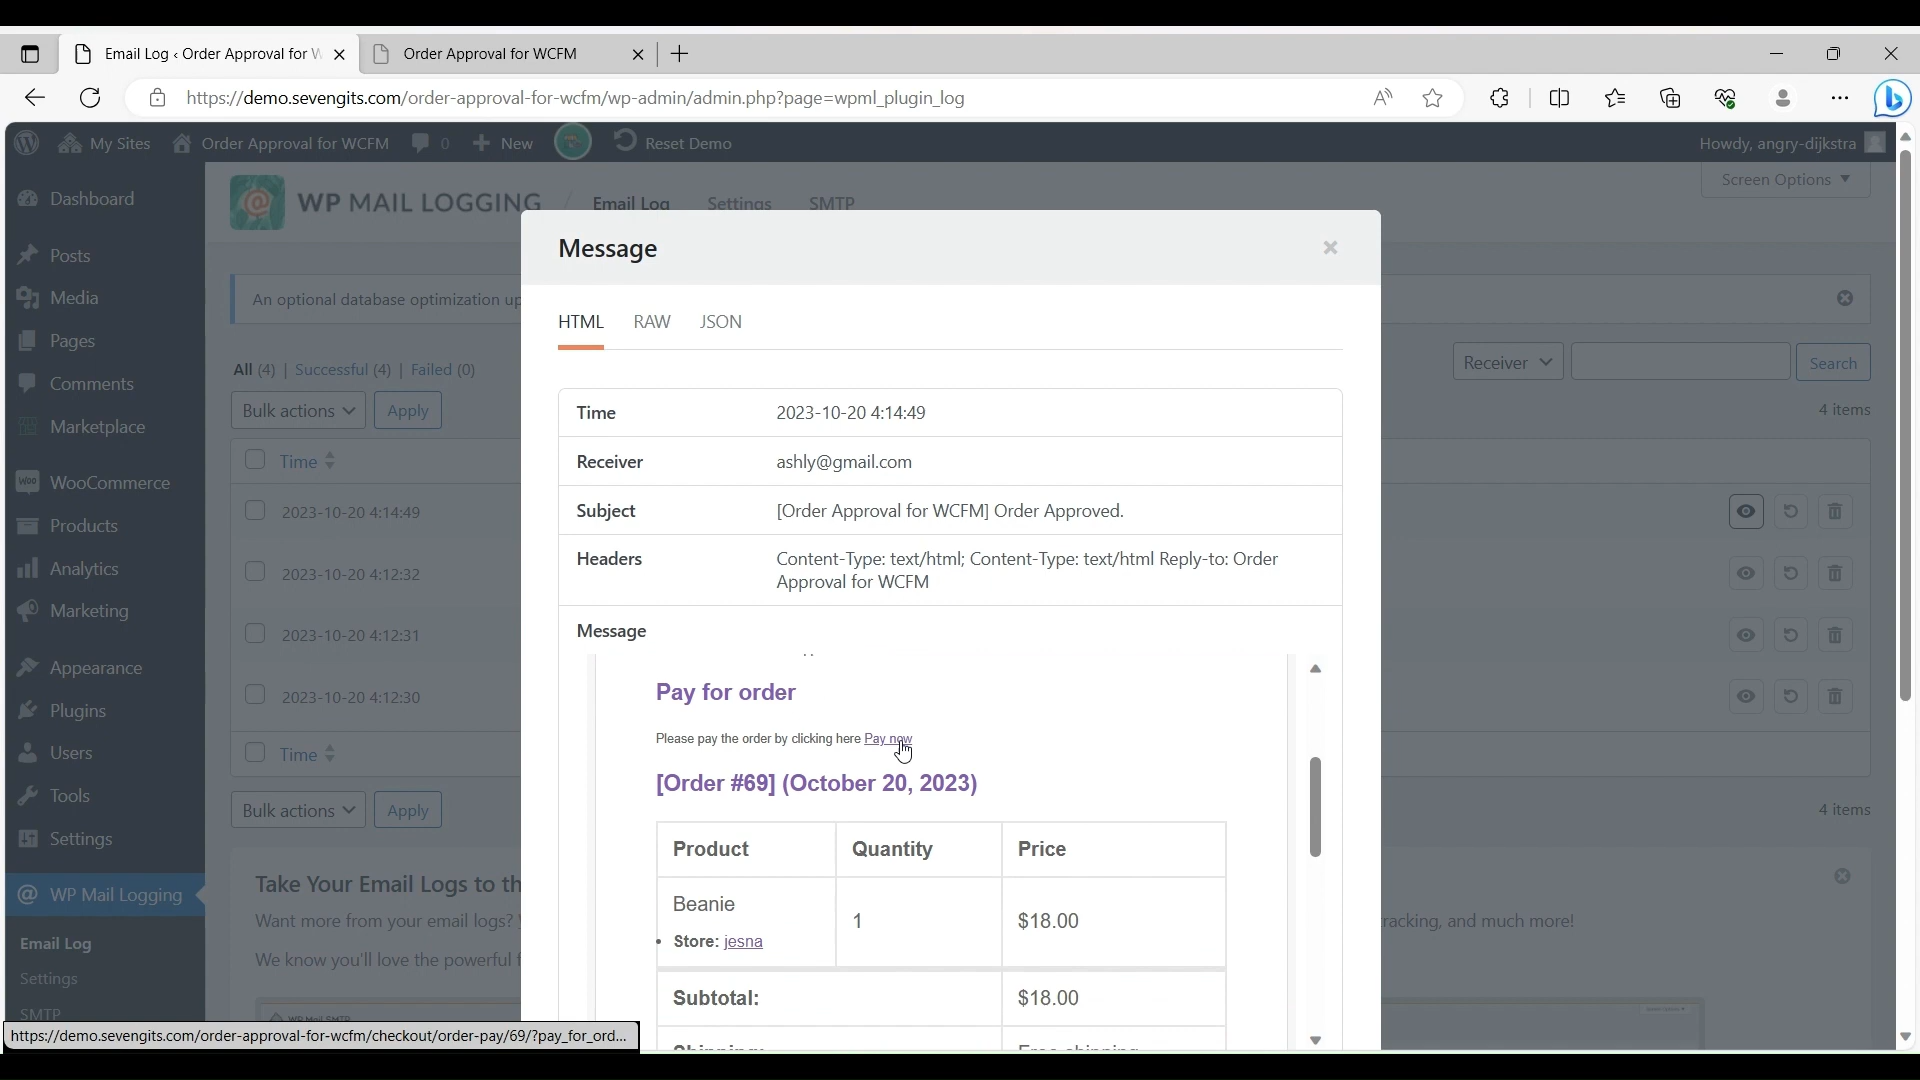 Email Log ‹ Order Approval for W
Order Approval for WCFM
https://demo.sevengits.com/order-approval-for-wcfm/wp-admin/admin.php?page=wpml_plugin_log
My Sites
Order Approval for WCFM
0
New
Reset Demo
Howdy, angry-dijkstra
Dashboard
Posts
Media
Pages
Comments
Marketplace
WooCommerce
Products
Analytics
Marketing
Appearance
Plugins
Users
Tools
Settings
WP Mail Logging
Email Log
Settings
SMTP
WP MAIL LOGGING
Email Log
Settings
SMTP
Screen Options
An optional database optimization up
All (4) | Successful (4) | Failed (0)
Receiver
Search
Bulk actions
Apply
4 items
Time
2023-10-20 4:14:49
2023-10-20 4:12:32
2023-10-20 4:12:31
2023-10-20 4:12:30
Time
Bulk actions
Apply
4 items
Take Your Email Logs to th
Want more from your email logs?
racking, and much more!
We know you'll love the powerful f
WP Mail SMTP
Message
HTML RAW JSON
Time 2023-10-20 4:14:49
Receiver ashly@gmail.com
Subject [Order Approval for WCFM] Order Approved.
Headers Content-Type: text/html; Content-Type: text/html Reply-to: Order
Approval for WCFM
Message
Pay for order
Please pay the order by clicking here Pay now
[Order #69] (October 20, 2023)
Product Quantity Price
Beanie
• Store: jesna
1
$18.00
Subtotal: $18.00
Shipping: Free shipping
https://demo.sevengits.com/order-approval-for-wcfm/checkout/order-pay/69/?pay_for_ord...